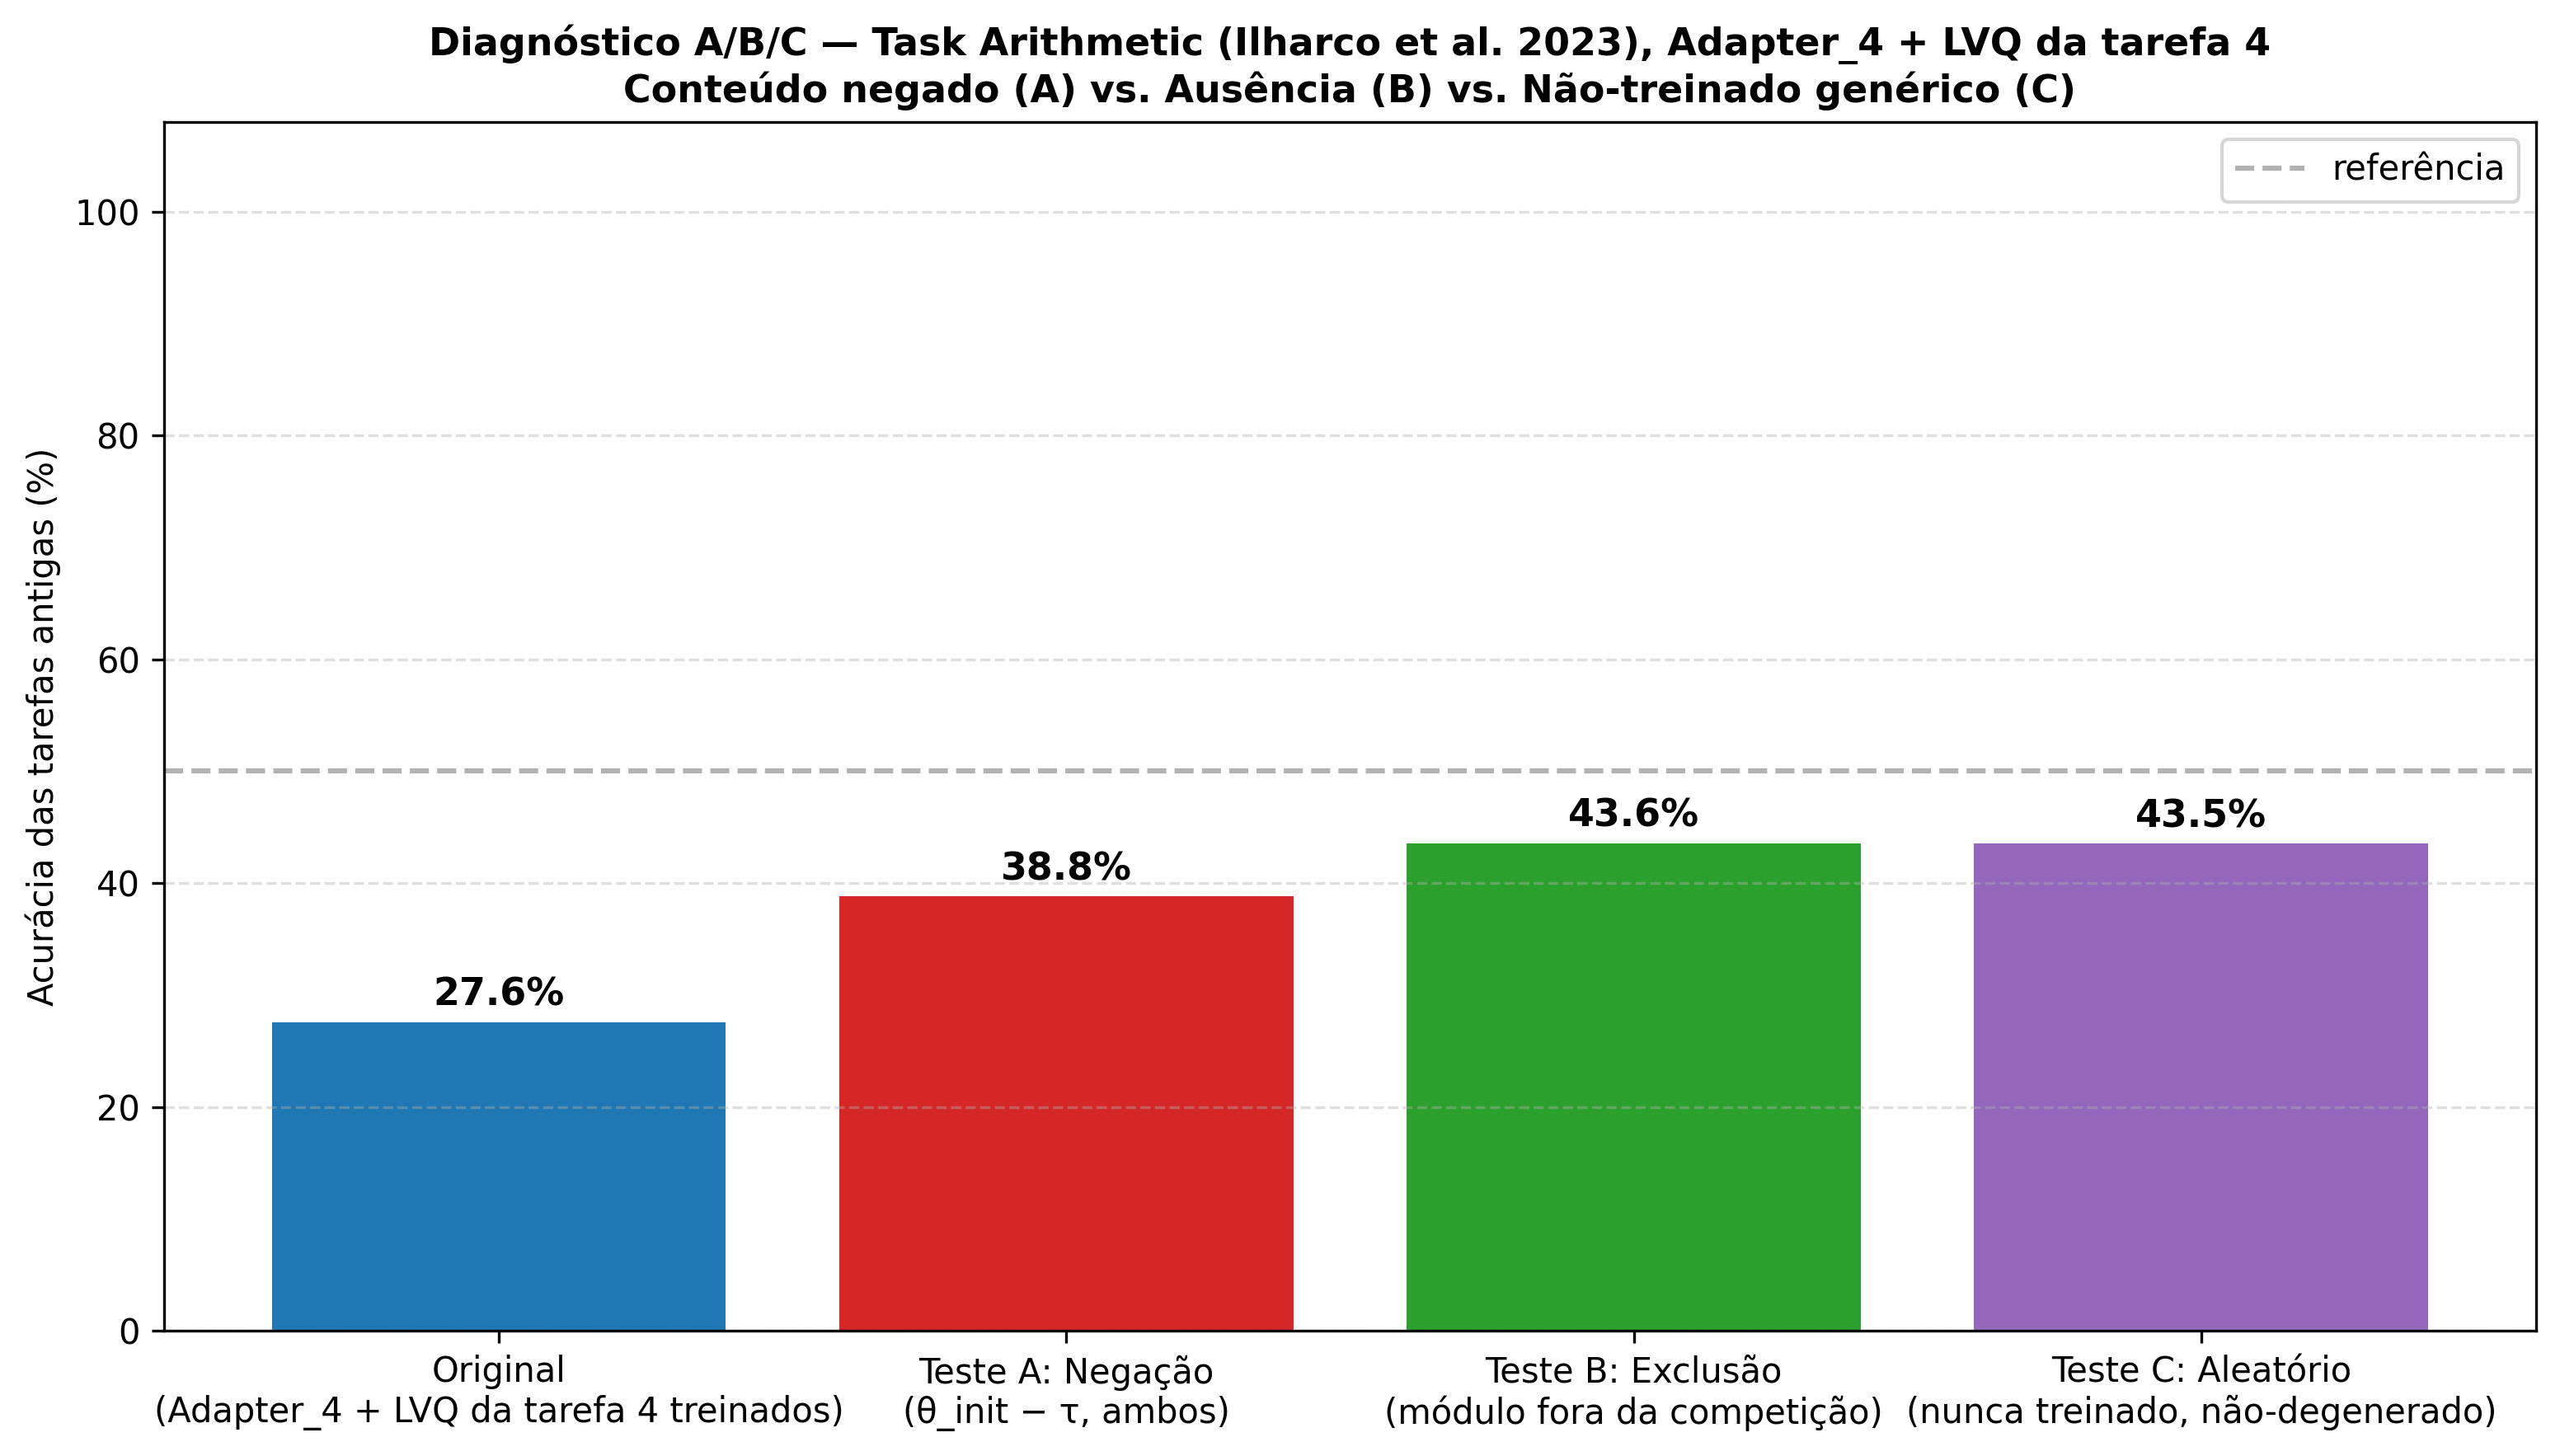 Diagnóstico A/B/C — Task Arithmetic (Ilharco et al. 2023), Adapter_4 + LVQ da tarefa 4
Conteúdo negado (A) vs. Ausência (B) vs. Não-treinado genérico (C)
referência
Acurácia das tarefas antigas (%)
100
80
60
40
20
0
27.6%
38.8%
43.6%
43.5%
Original
(Adapter_4 + LVQ da tarefa 4 treinados)
Teste A: Negação
(θ_init − τ, ambos)
Teste B: Exclusão
(módulo fora da competição)
Teste C: Aleatório
(nunca treinado, não-degenerado)